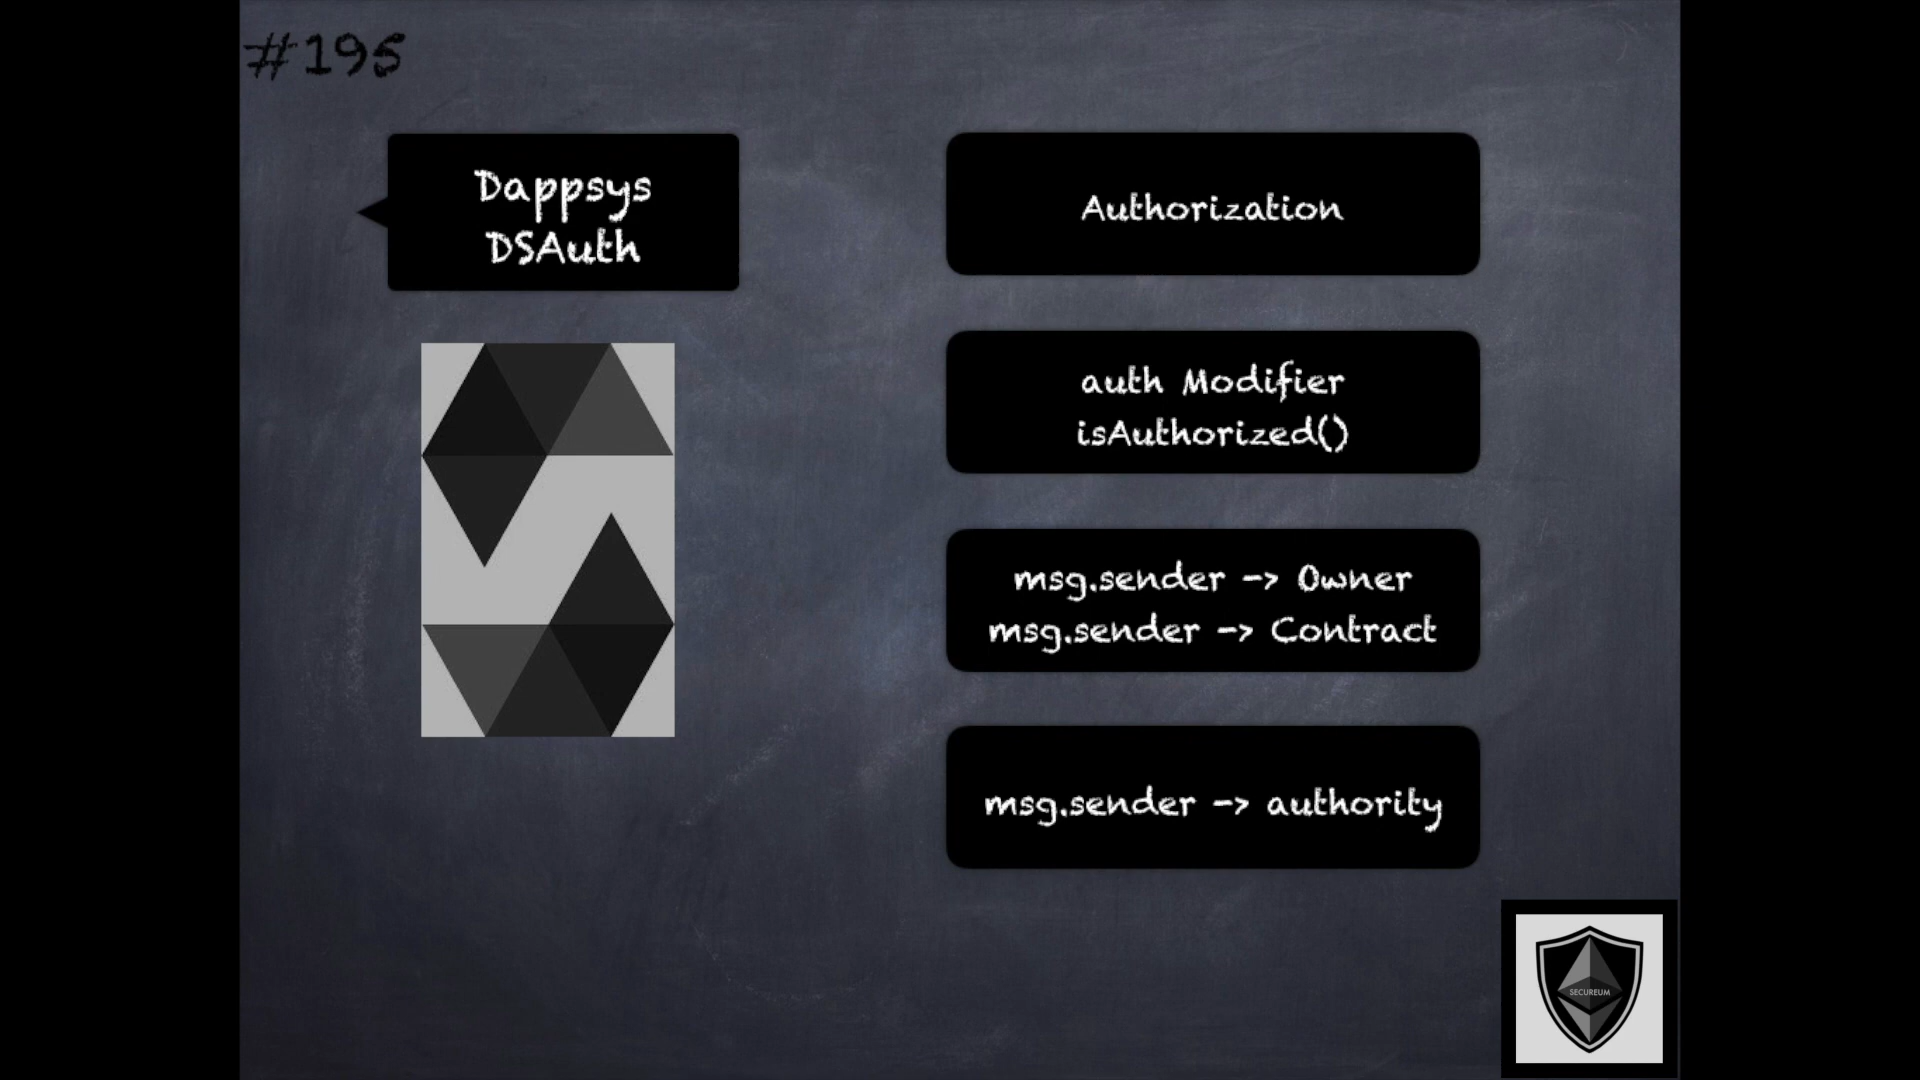 #195
Dappsys
DSAuth
Authorization
auth Modifier
isAuthorized()
msg.sender -> Owner
msg.sender -> Contract
msg.sender -> authority
SECUREUM